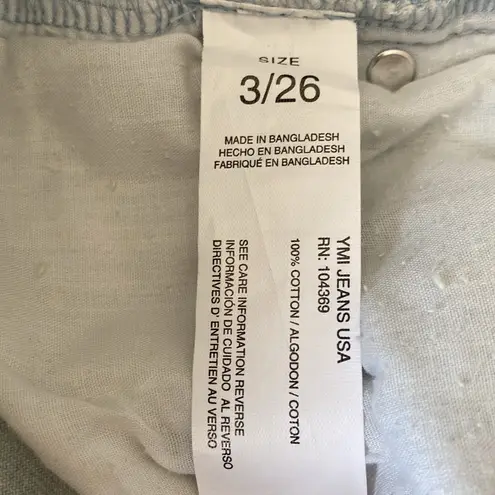 SIZE
3/26
MADE IN BANGLADESH
HECHO EN BANGLADESH
FABRIQUÉ EN BANGLADESH
YMI JEANS USA
RN: 104369
100% COTTON / ALGODON / COTON
SEE CARE INFORMATION REVERSE
INFORMACIÓN DE CUIDADO AL REVERSO
DIRECTIVES D' ENTRETIEN AU VERSO